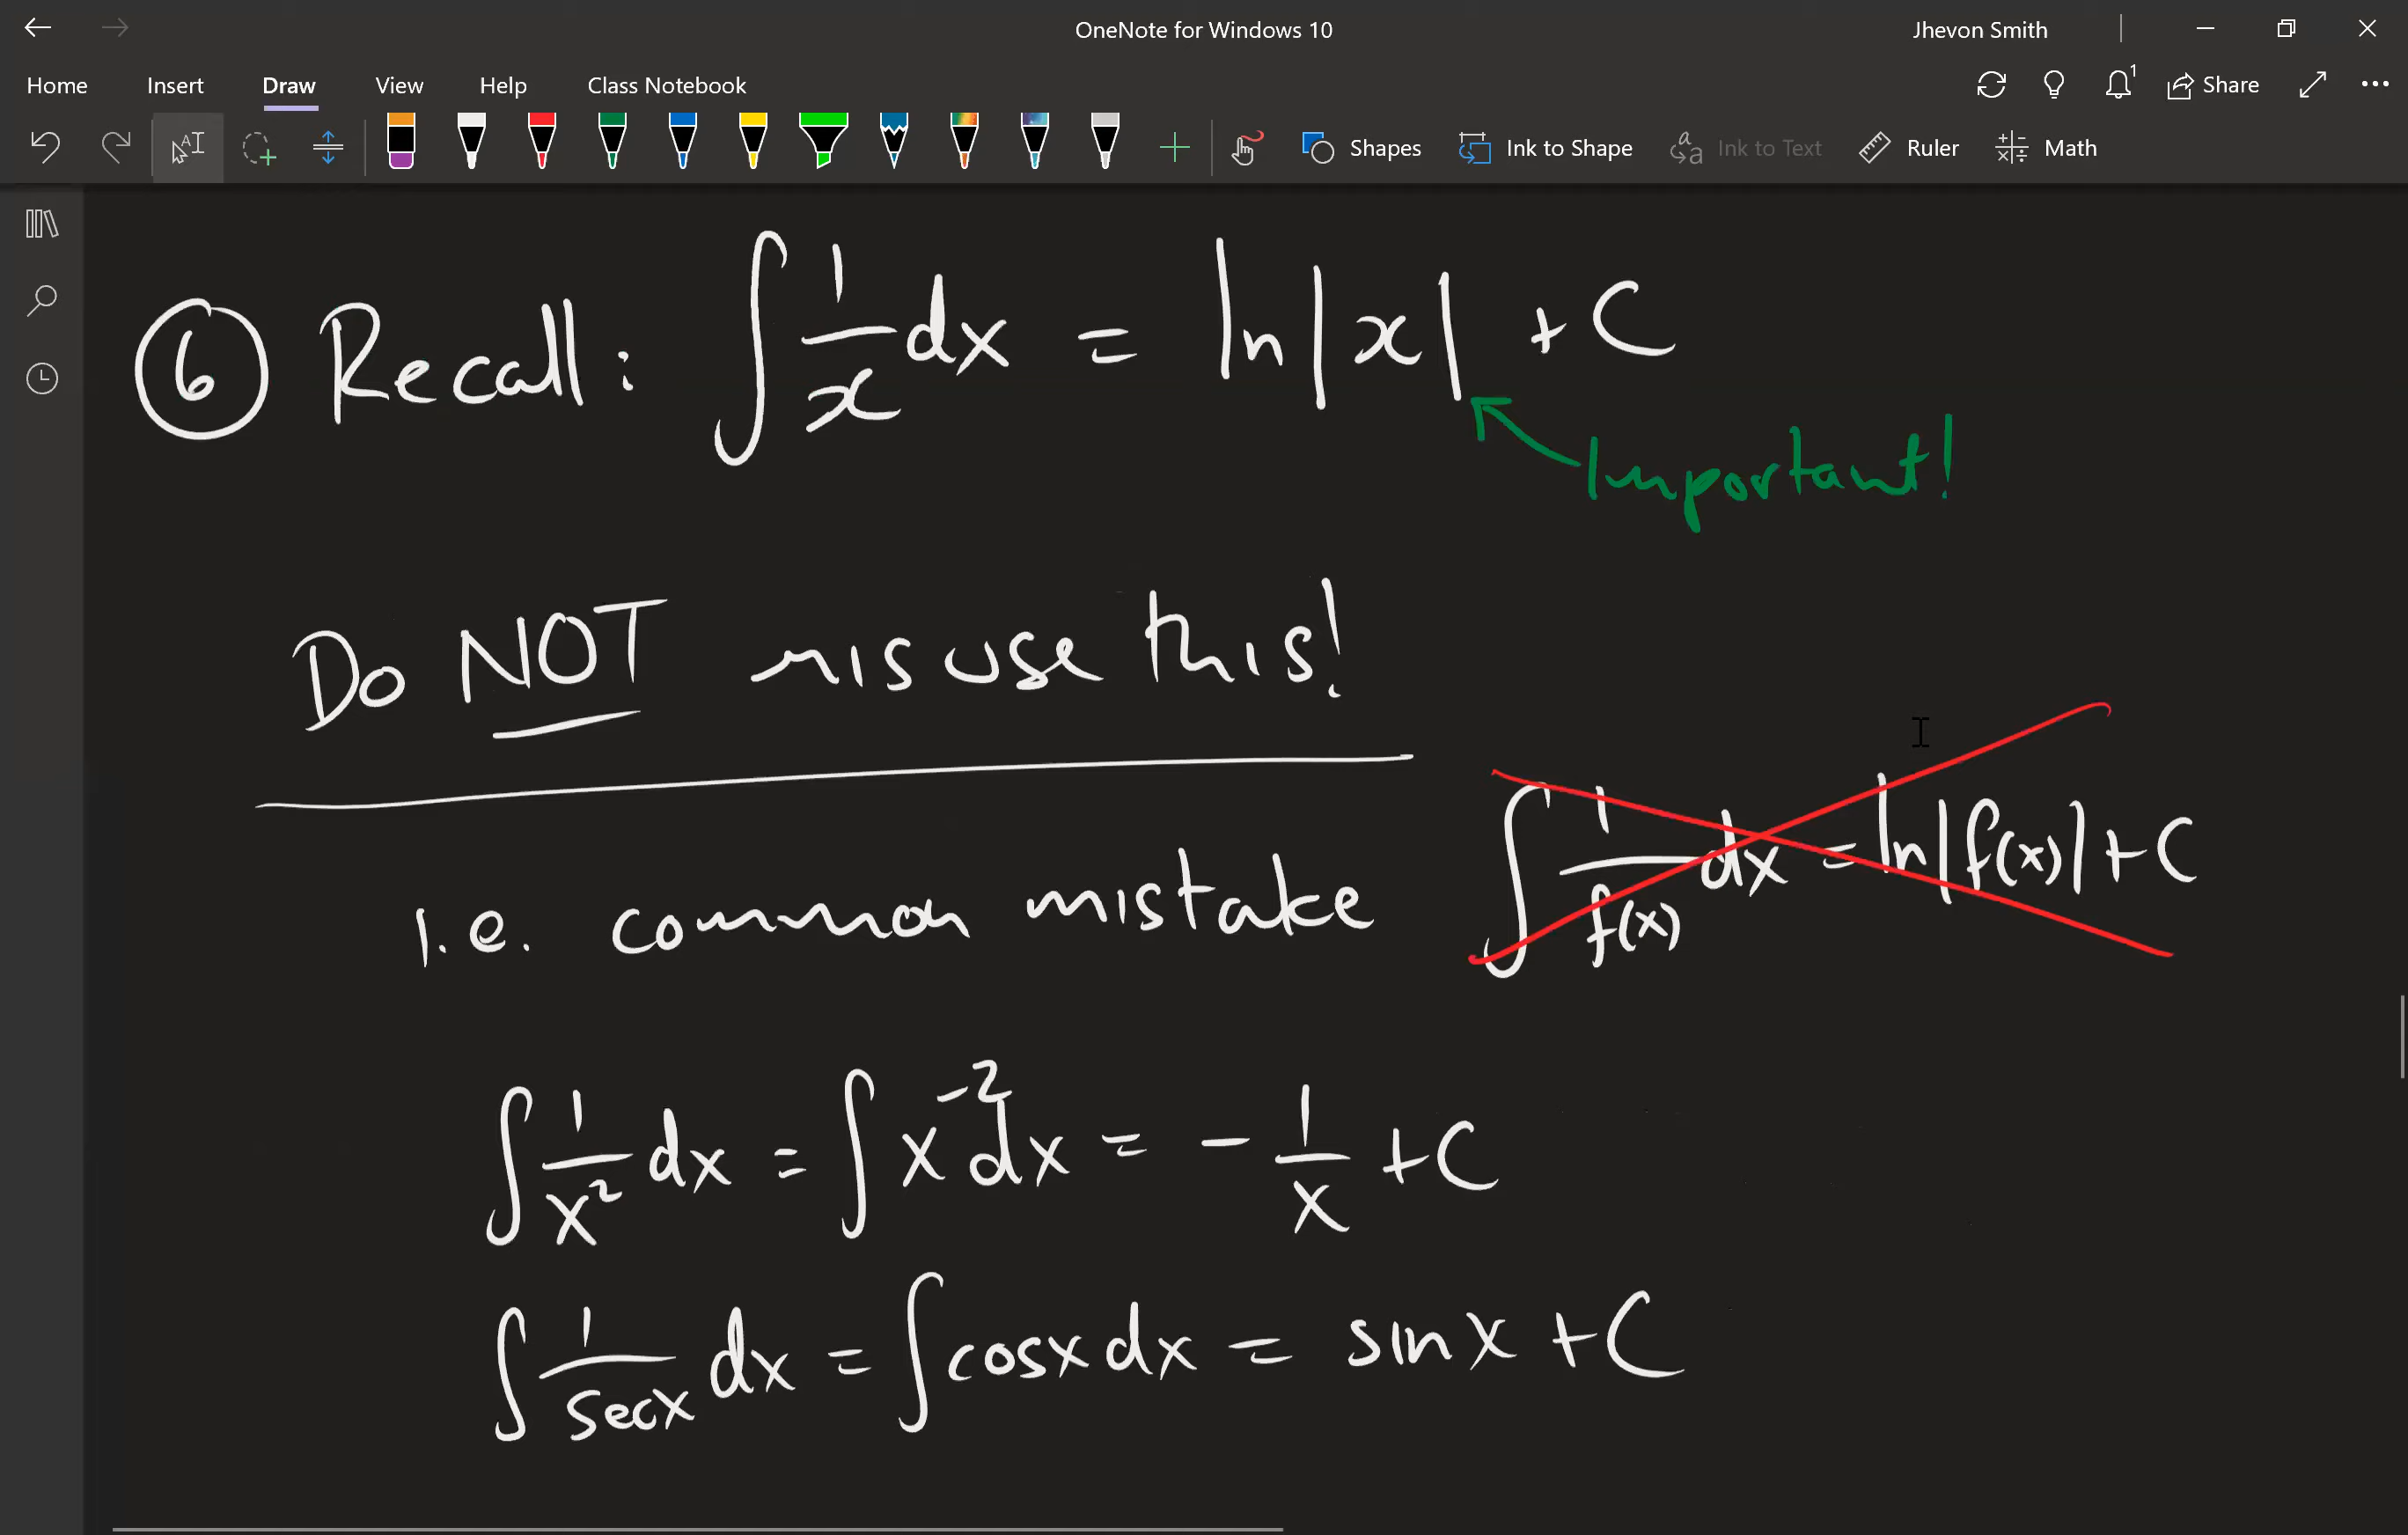 OneNote for Windows 10
Jhevon Smith
Home Insert Draw View Help Class Notebook
1 Share
Shapes Ink to Shape Ink to Text Ruler Math
⑥ Recall: ∫ 1/x dx = ln|x| + C
Important!
Do NOT misuse this!
i.e. common mistake ∫ 1/f(x) dx = ln|f(x)| + C
∫ 1/x² dx = ∫ x⁻² dx = - 1/x + C
∫ 1/secx dx = ∫ cosx dx = sinx + C